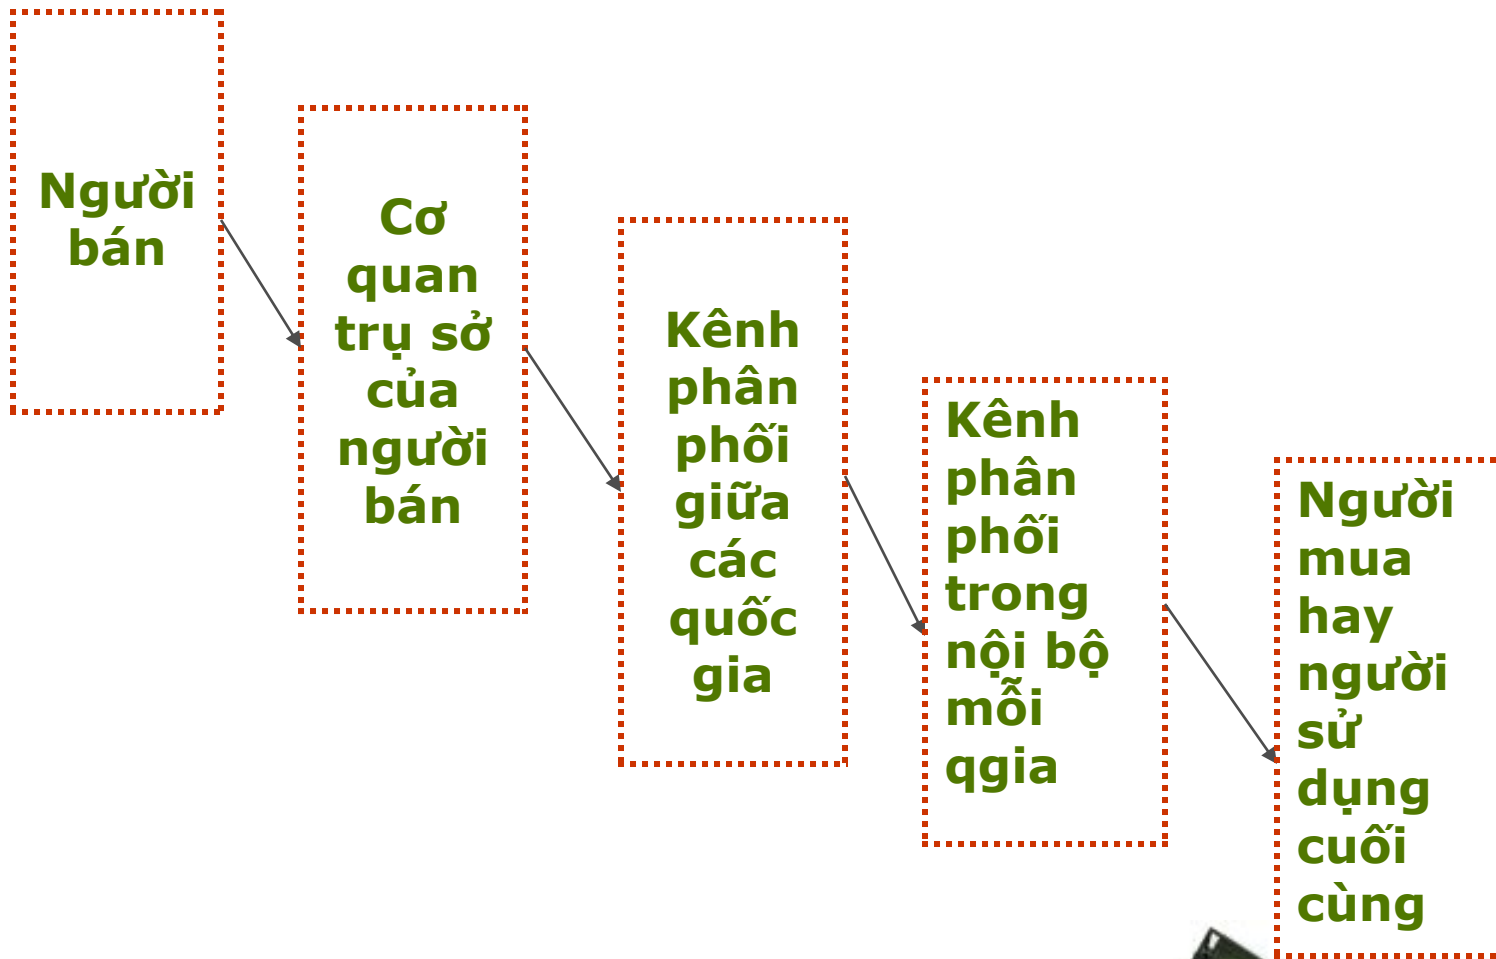 Người
bán
Cơ
quan
trụ sở
của
người
bán
Kênh
phân
phối
giữa
các
quốc
gia
Kênh
phân
phối
trong
nội bộ
mỗi
qgia
Người
mua
hay
người
sử
dụng
cuối
cùng